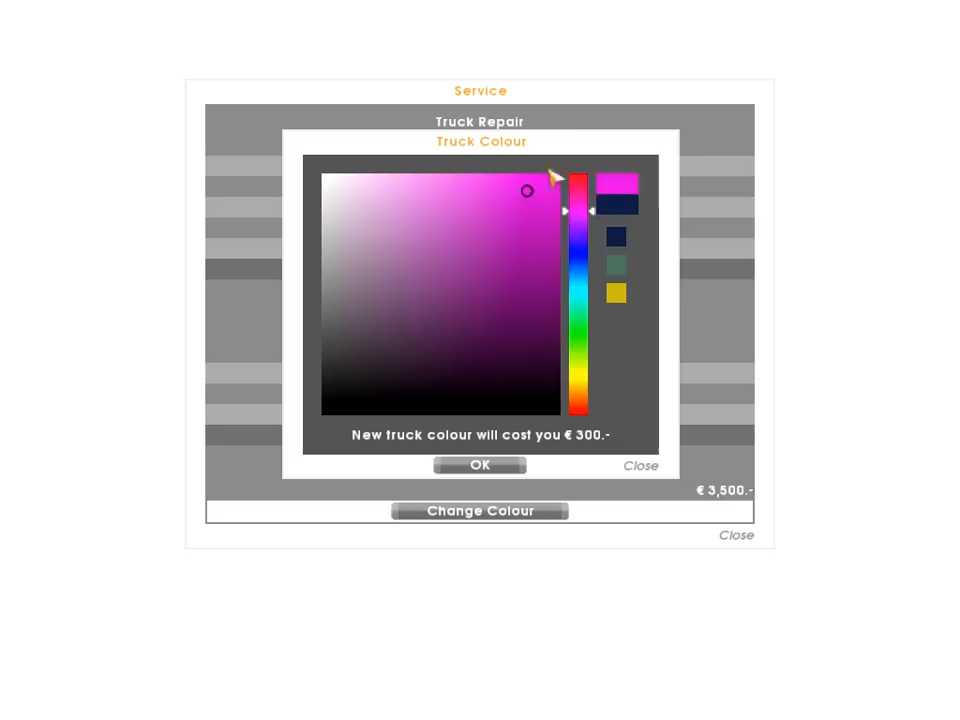 Service
Truck Repair
Truck Colour
New truck colour will cost you € 300.-
OK
Close
€ 3,500.-
Change Colour
Close